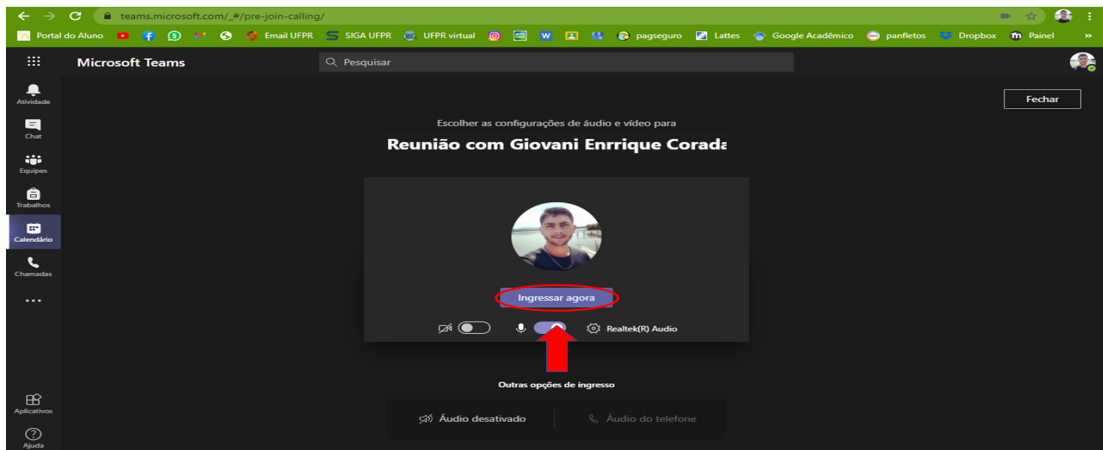 teams.microsoft.com/_#/pre-join-calling/
Portal do Aluno Email UFPR SIGA UFPR UFPR virtual pagseguro Lattes Google Acadêmico panfletos Dropbox Painel »
Microsoft Teams
Pesquisar
Atividade
Chat
Equipes
Trabalhos
Calendário
Chamadas
...
Aplicativos
Ajuda
Fechar
Escolher as configurações de áudio e vídeo para
Reunião com Giovani Enrrique Corada
Ingressar agora
Realtek(R) Audio
Outras opções de ingresso
Áudio desativado
Áudio do telefone